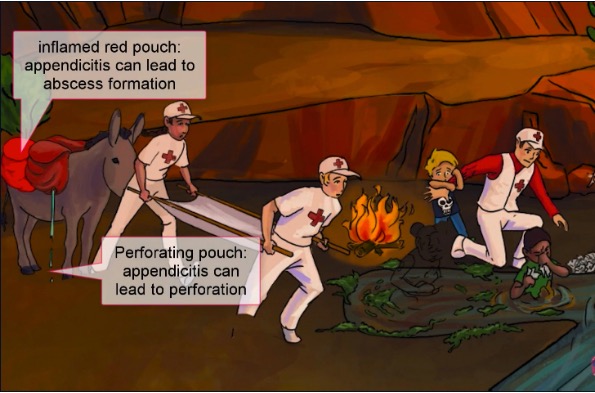 inflamed red pouch:
appendicitis can lead to
abscess formation
Perforating pouch:
appendicitis can
lead to perforation